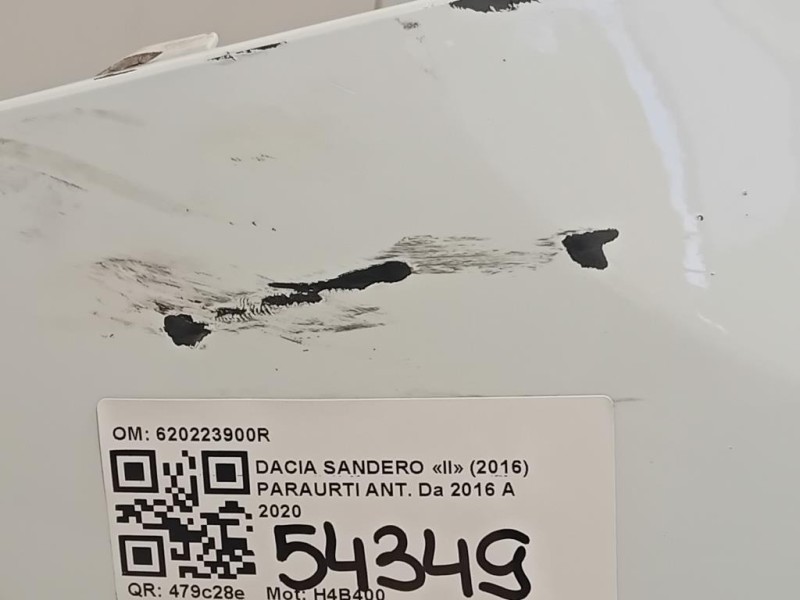 OM: 620223900R
DACIA SANDERO «II» (2016)
PARAURTI ANT. Da 2016 A
2020
54349
QR: 479c28e Mot: H4B400